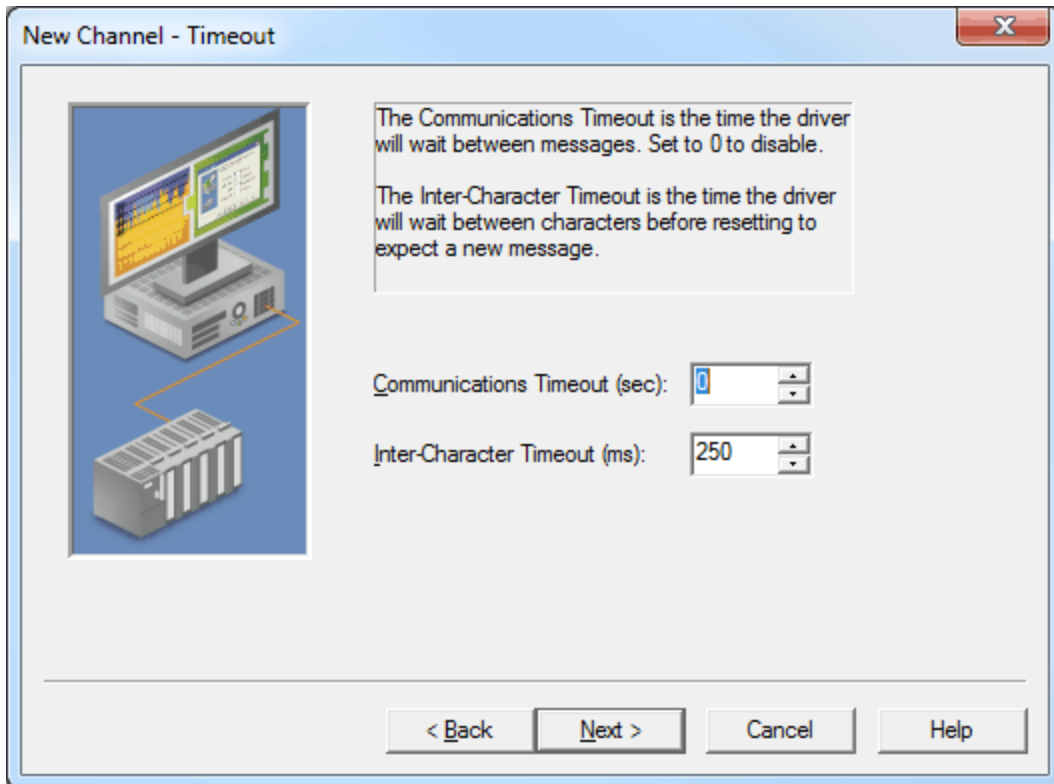 New Channel - Timeout
The Communications Timeout is the time the driver
will wait between messages. Set to 0 to disable.
The Inter-Character Timeout is the time the driver
will wait between characters before resetting to
expect a new message.
Communications Timeout (sec): 0
Inter-Character Timeout (ms): 250
< Back Next > Cancel Help